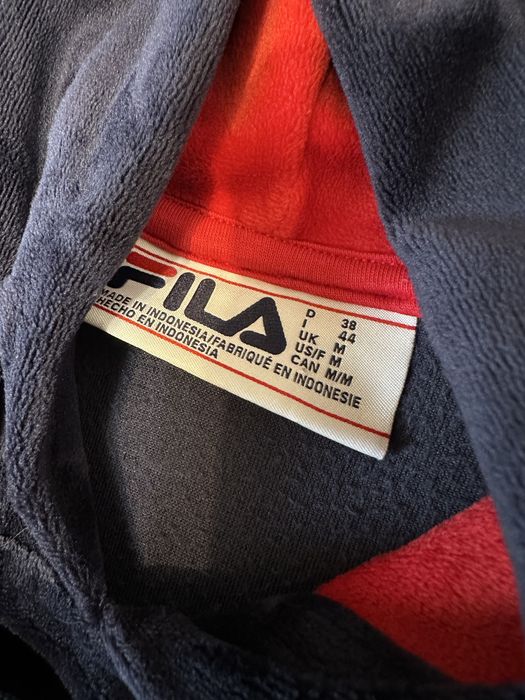 FILA
MADE IN INDONESIA/FABRIQUÉ EN INDONESIE
HECHO EN INDONESIA
D 38
I 44
UK M
US/F M
CAN M/M